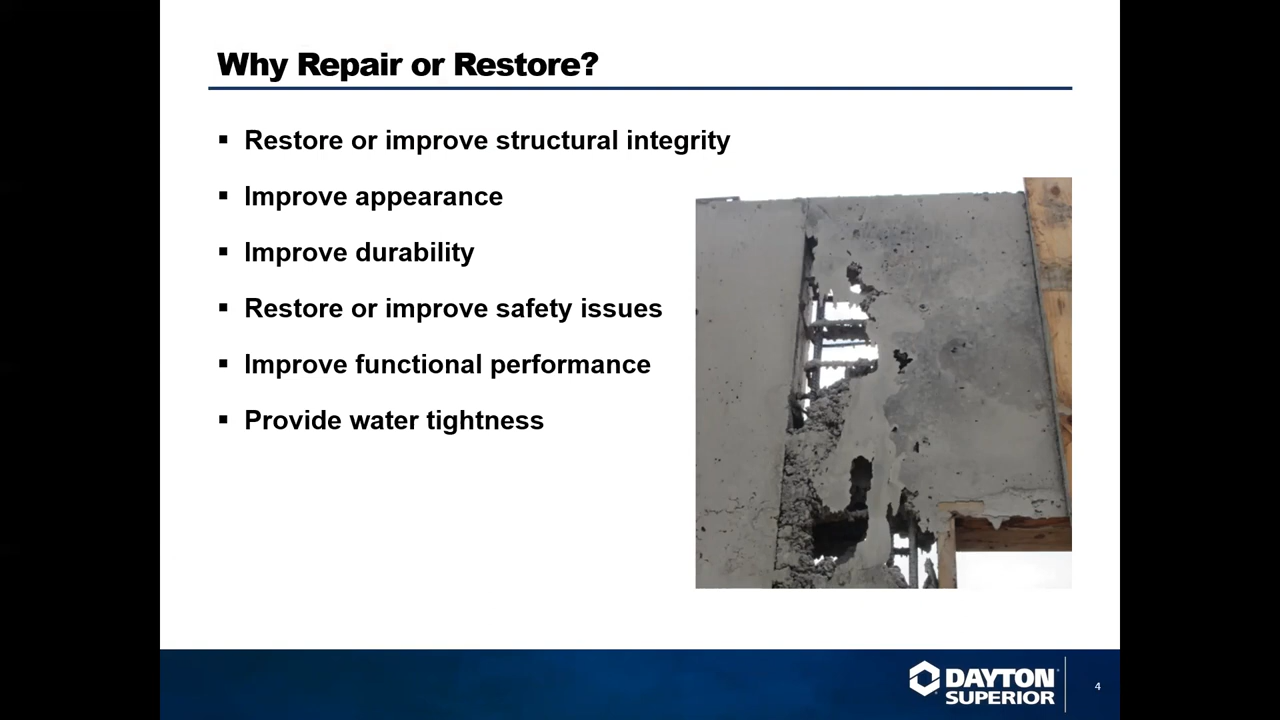 Why Repair or Restore?
▪ Restore or improve structural integrity
▪ Improve appearance
▪ Improve durability
▪ Restore or improve safety issues
▪ Improve functional performance
▪ Provide water tightness
DAYTON
SUPERIOR
4